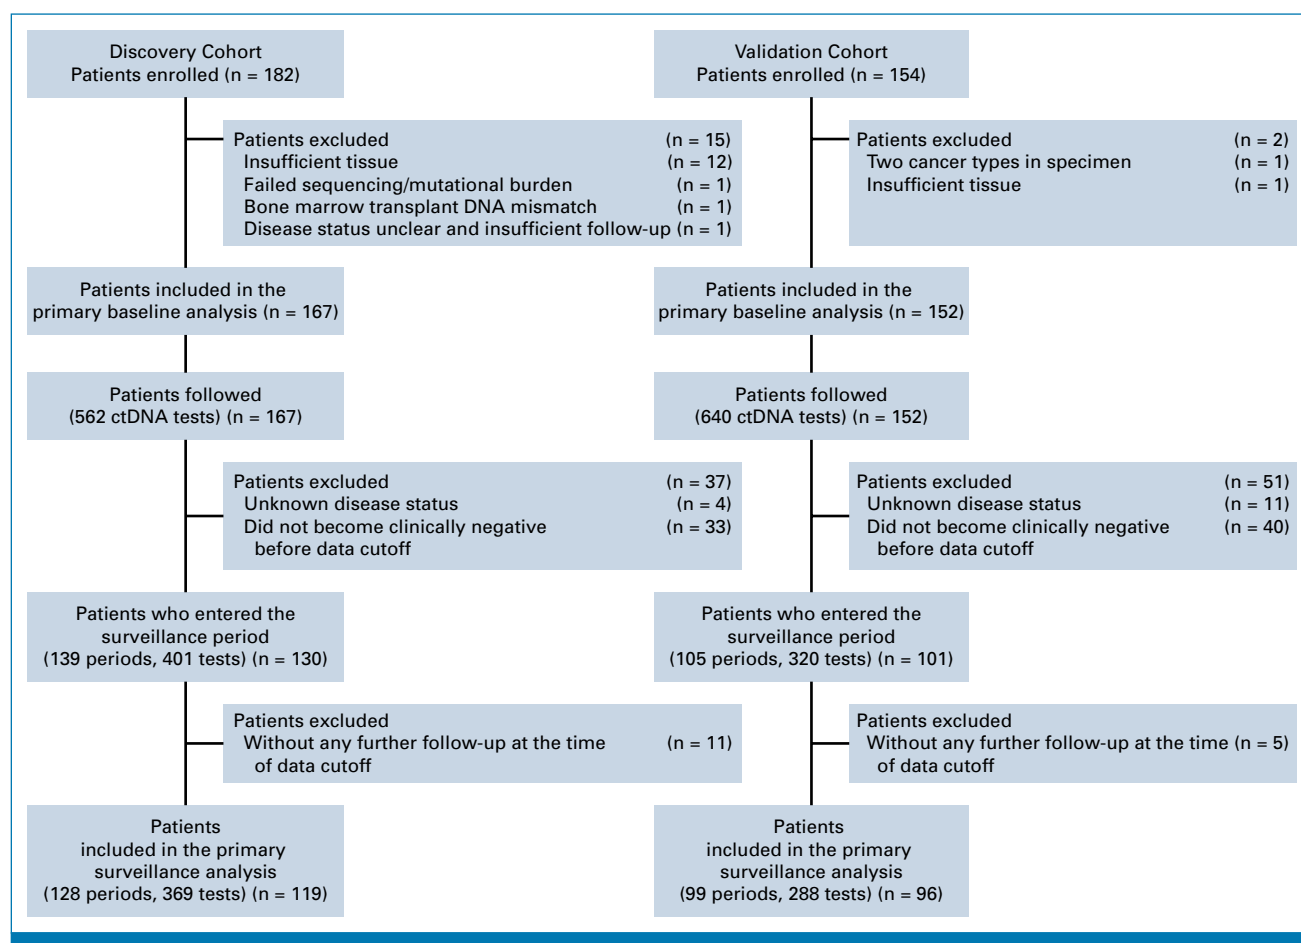 Discovery Cohort
Patients enrolled (n = 182)
Patients excluded (n = 15)
Insufficient tissue (n = 12)
Failed sequencing/mutational burden (n = 1)
Bone marrow transplant DNA mismatch (n = 1)
Disease status unclear and insufficient follow-up (n = 1)
Patients included in the
primary baseline analysis (n = 167)
Patients followed
(562 ctDNA tests) (n = 167)
Patients excluded (n = 37)
Unknown disease status (n = 4)
Did not become clinically negative (n = 33)
before data cutoff
Patients who entered the
surveillance period
(139 periods, 401 tests) (n = 130)
Patients excluded
Without any further follow-up at the time (n = 11)
of data cutoff
Patients
included in the primary
surveillance analysis
(128 periods, 369 tests) (n = 119)
Validation Cohort
Patients enrolled (n = 154)
Patients excluded (n = 2)
Two cancer types in specimen (n = 1)
Insufficient tissue (n = 1)
Patients included in the
primary baseline analysis (n = 152)
Patients followed
(640 ctDNA tests) (n = 152)
Patients excluded (n = 51)
Unknown disease status (n = 11)
Did not become clinically negative (n = 40)
before data cutoff
Patients who entered the
surveillance period
(105 periods, 320 tests) (n = 101)
Patients excluded
Without any further follow-up at the time (n = 5)
of data cutoff
Patients
included in the primary
surveillance analysis
(99 periods, 288 tests) (n = 96)